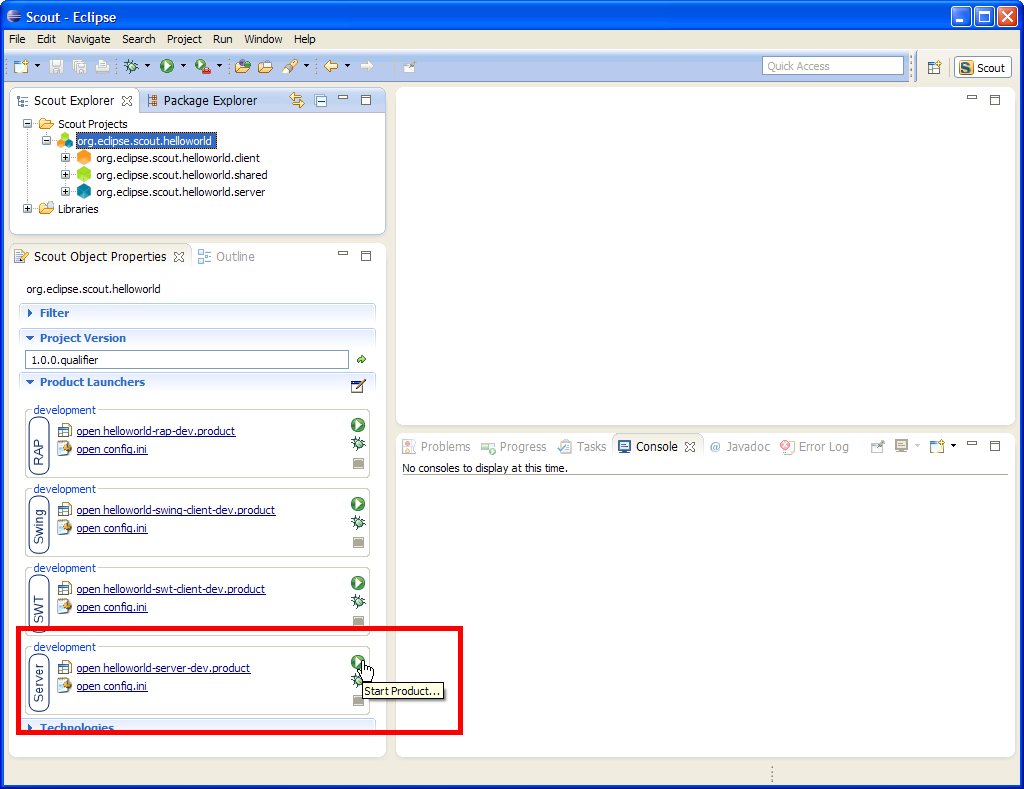 Scout - Eclipse
File Edit Navigate Search Project Run Window Help
Quick Access
Scout
Scout Explorer Package Explorer
Scout Projects
org.eclipse.scout.helloworld
org.eclipse.scout.helloworld.client
org.eclipse.scout.helloworld.shared
org.eclipse.scout.helloworld.server
Libraries
Scout Object Properties Outline
org.eclipse.scout.helloworld
Filter
Project Version
1.0.0.qualifier
Product Launchers
development
RAP
open helloworld-rap-dev.product
open config.ini
development
Swing
open helloworld-swing-client-dev.product
open config.ini
development
SWT
open helloworld-swt-client-dev.product
open config.ini
development
Server
open helloworld-server-dev.product
open config.ini
Start Product...
Technologies
Problems Progress Tasks Console Javadoc Error Log
No consoles to display at this time.